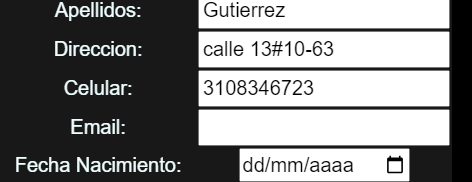 Apellidos: Gutierrez
Direccion: calle 13#10-63
Celular: 3108346723
Email:
Fecha Nacimiento: dd/mm/aaaa